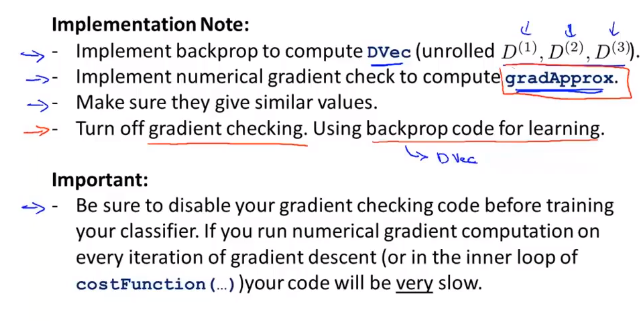 Implementation Note:
- Implement backprop to compute DVec (unrolled D^(1), D^(2), D^(3)).
- Implement numerical gradient check to compute gradApprox.
- Make sure they give similar values.
- Turn off gradient checking. Using backprop code for learning.
DVec
Important:
- Be sure to disable your gradient checking code before training
your classifier. If you run numerical gradient computation on
every iteration of gradient descent (or in the inner loop of
costFunction(…))your code will be very slow.